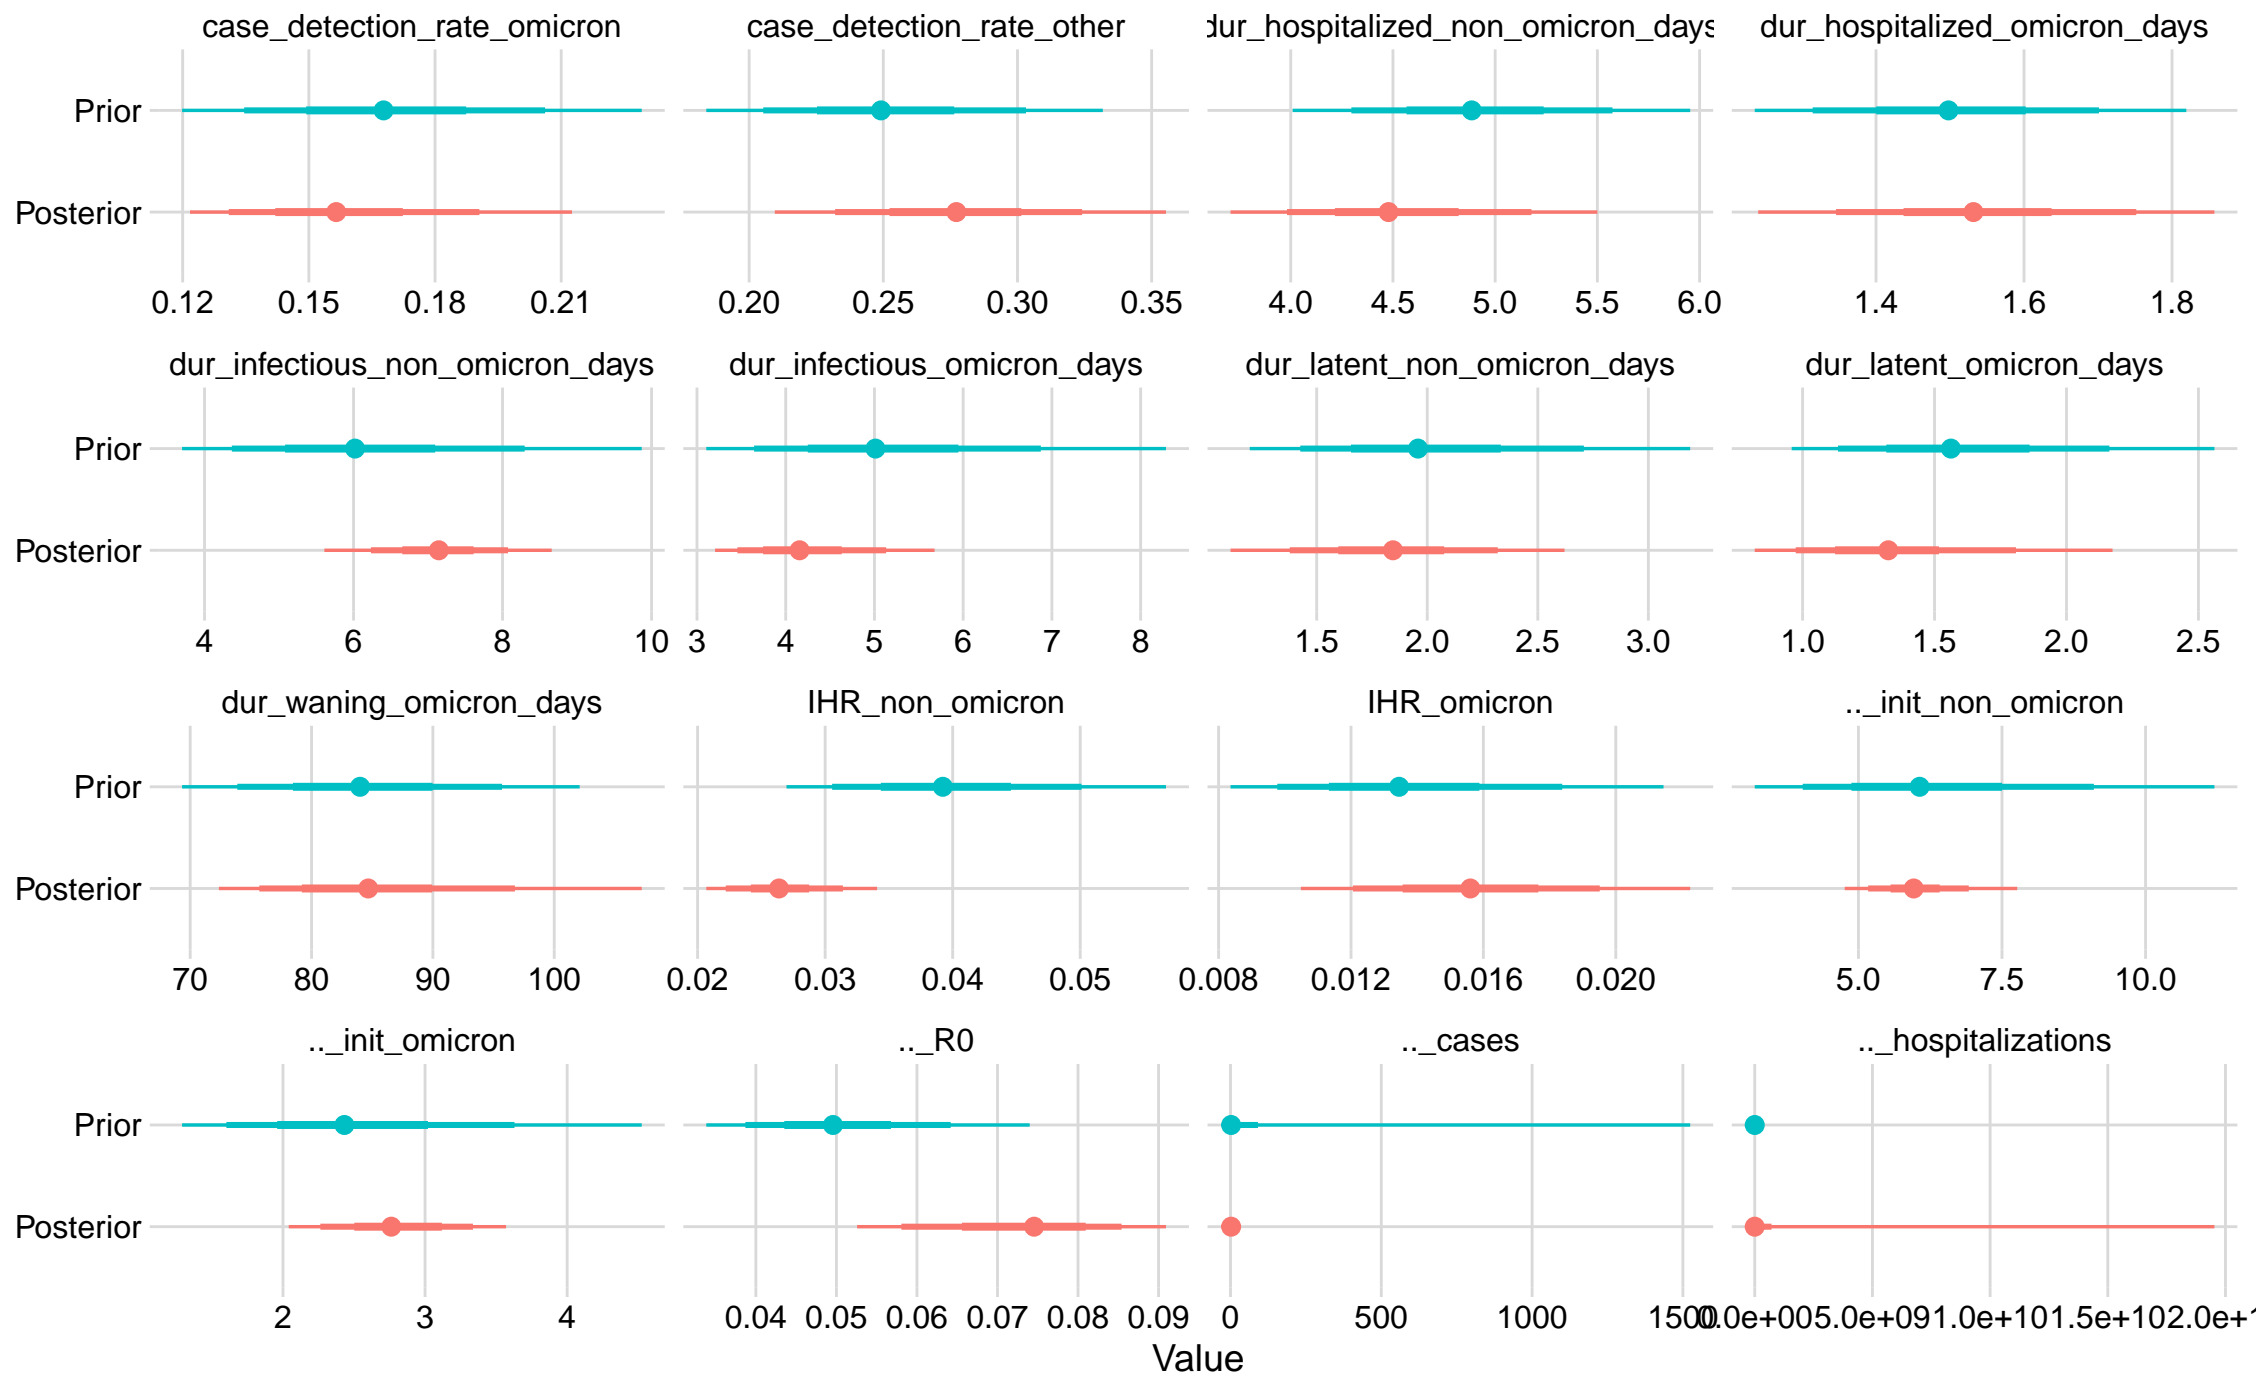 case_detection_rate_omicron case_detection_rate_other dur_hospitalized_non_omicron_days dur_hospitalized_omicron_days
Prior
Posterior
0.12 0.15 0.18 0.21 0.20 0.25 0.30 0.35 4.0 4.5 5.0 5.5 6.0 1.4 1.6 1.8
dur_infectious_non_omicron_days dur_infectious_omicron_days dur_latent_non_omicron_days dur_latent_omicron_days
Prior
Posterior
4 6 8 10 3 4 5 6 7 8 1.5 2.0 2.5 3.0 1.0 1.5 2.0 2.5
dur_waning_omicron_days IHR_non_omicron IHR_omicron .._init_non_omicron
Prior
Posterior
70 80 90 100 0.02 0.03 0.04 0.05 0.008 0.012 0.016 0.020 5.0 7.5 10.0
.._init_omicron .._R0 .._cases .._hospitalizations
Prior
Posterior
2 3 4 0.04 0.05 0.06 0.07 0.08 0.09 0 500 1000 1500 0.0e+00 5.0e+09 1.0e+10 1.5e+10 2.0e+1
Value